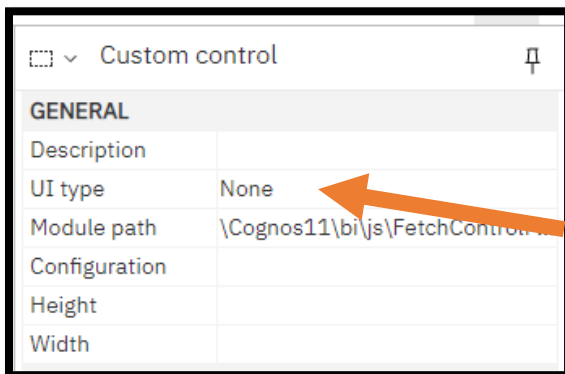 Custom control
GENERAL
Description
UI type None
Module path \Cognos11\bi\js\FetchControl
Configuration
Height
Width